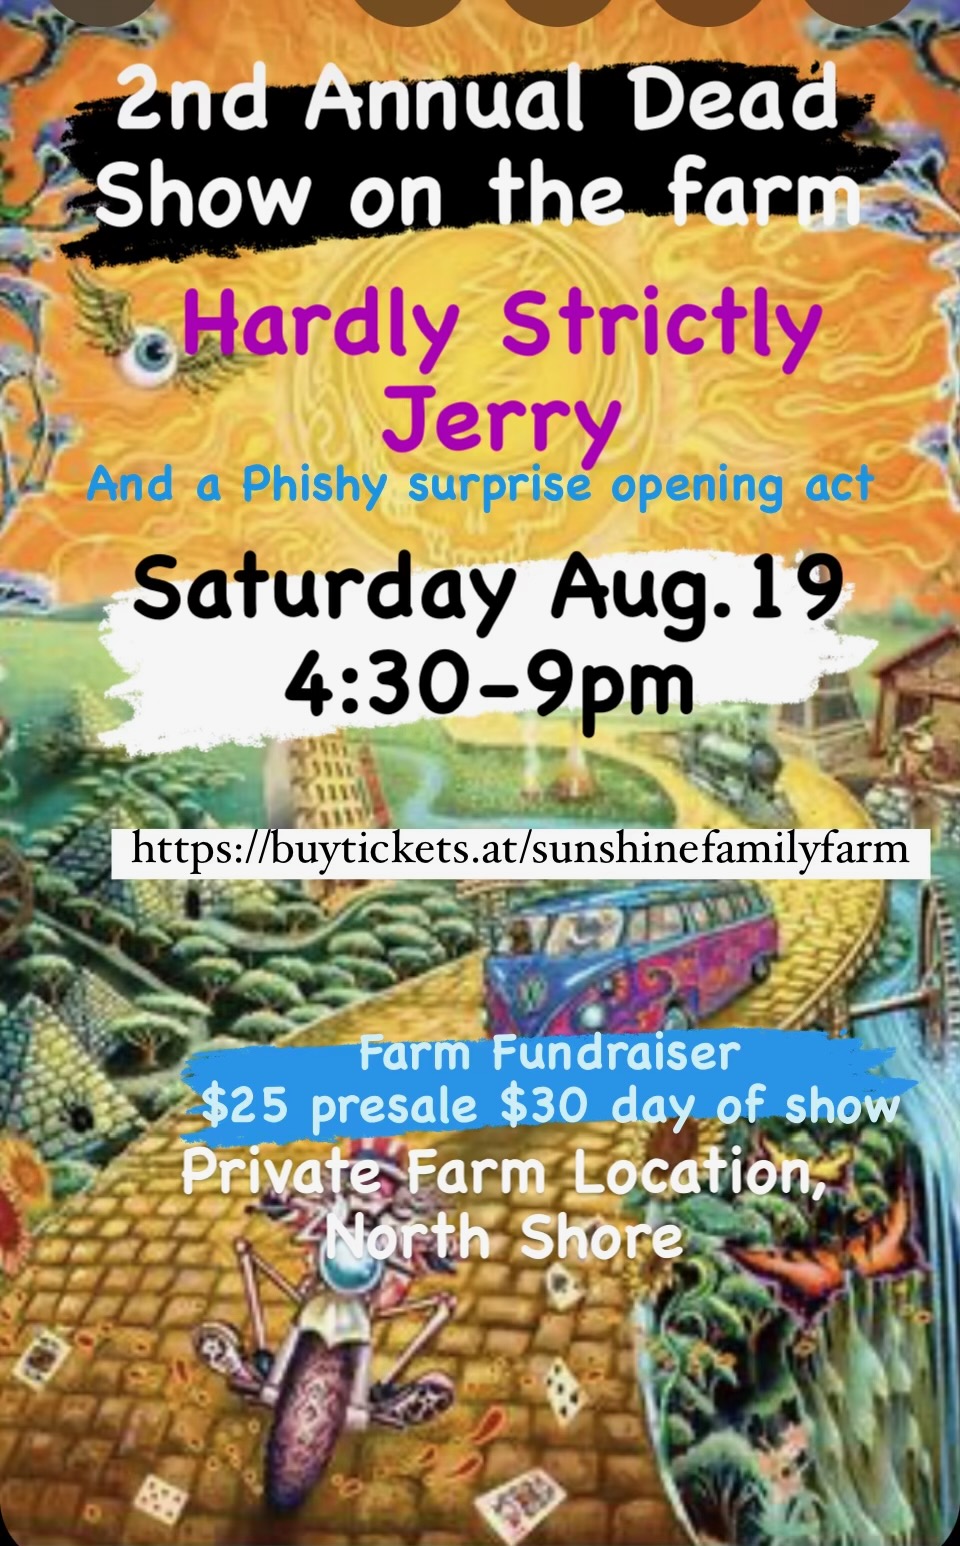 2nd Annual Dead
Show on the farm
Hardly Strictly
Jerry
And a Phishy surprise opening act
Saturday Aug.19
4:30-9pm
https://buytickets.at/sunshinefamilyfarm
Farm Fundraiser
$25 presale $30 day of show
Private Farm Location,
North Shore